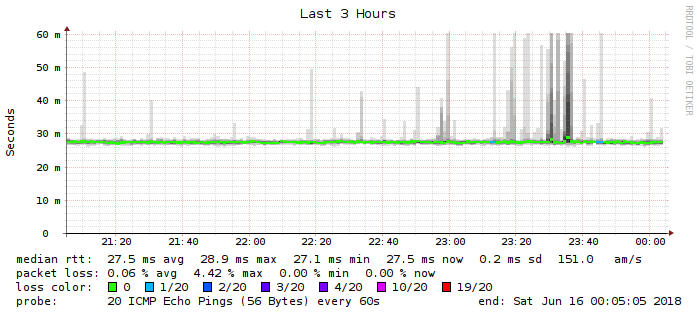 Last 3 Hours
RRDTOOL / TOBI OETIKER
Seconds
60 m
50 m
40 m
30 m
20 m
10 m
0
21:20 21:40 22:00 22:20 22:40 23:00 23:20 23:40 00:00
median rtt: 27.5 ms avg 28.9 ms max 27.1 ms min 27.5 ms now 0.2 ms sd 151.0 am/s
packet loss: 0.06 % avg 4.42 % max 0.00 % min 0.00 % now
loss color: 0 1/20 2/20 3/20 4/20 10/20 19/20
probe: 20 ICMP Echo Pings (56 Bytes) every 60s end: Sat Jun 16 00:05:05 2018